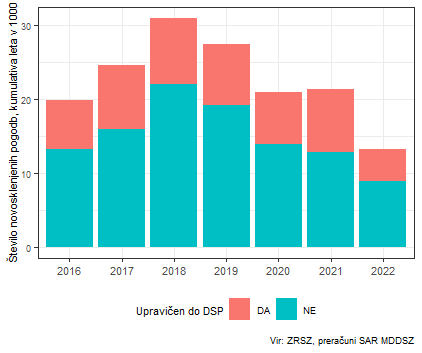 Število novosklenjenih pogodb, kumulativa leta v 1000
30
20
10
0
2016 2017 2018 2019 2020 2021 2022
Upravičen do DSP DA NE
Vir: ZRSZ, preračuni SAR MDDSZ